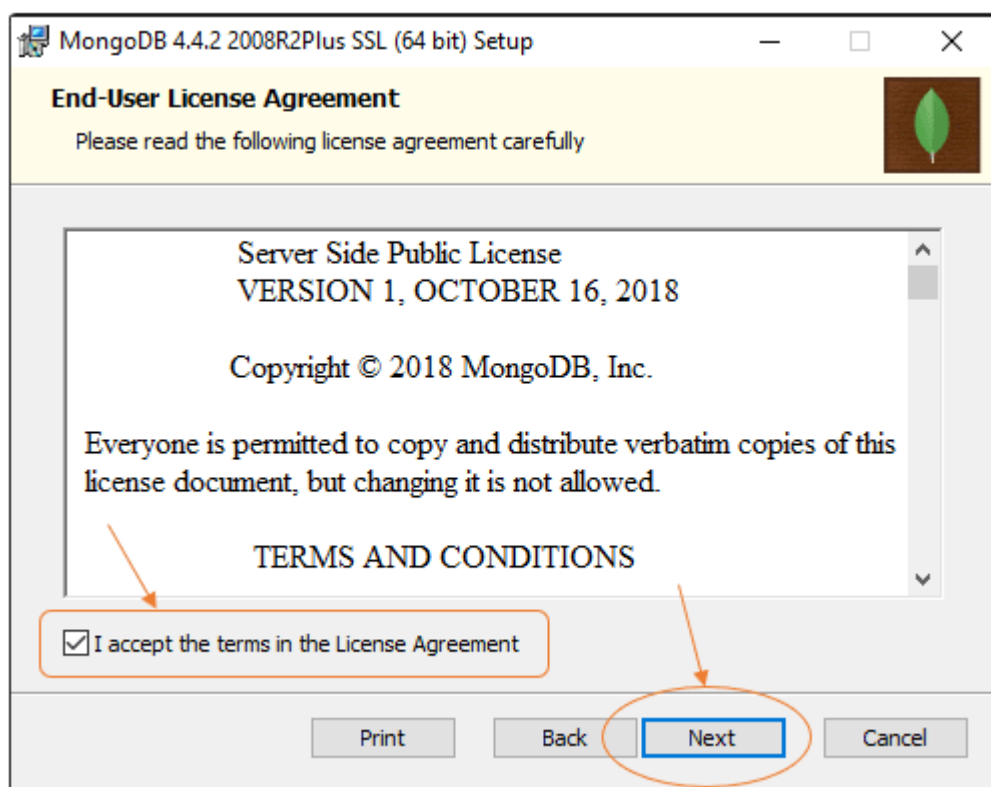 MongoDB 4.4.2 2008R2Plus SSL (64 bit) Setup
End-User License Agreement
Please read the following license agreement carefully
Server Side Public License
VERSION 1, OCTOBER 16, 2018
Copyright © 2018 MongoDB, Inc.
Everyone is permitted to copy and distribute verbatim copies of this
license document, but changing it is not allowed.
TERMS AND CONDITIONS
I accept the terms in the License Agreement
Print Back Next Cancel